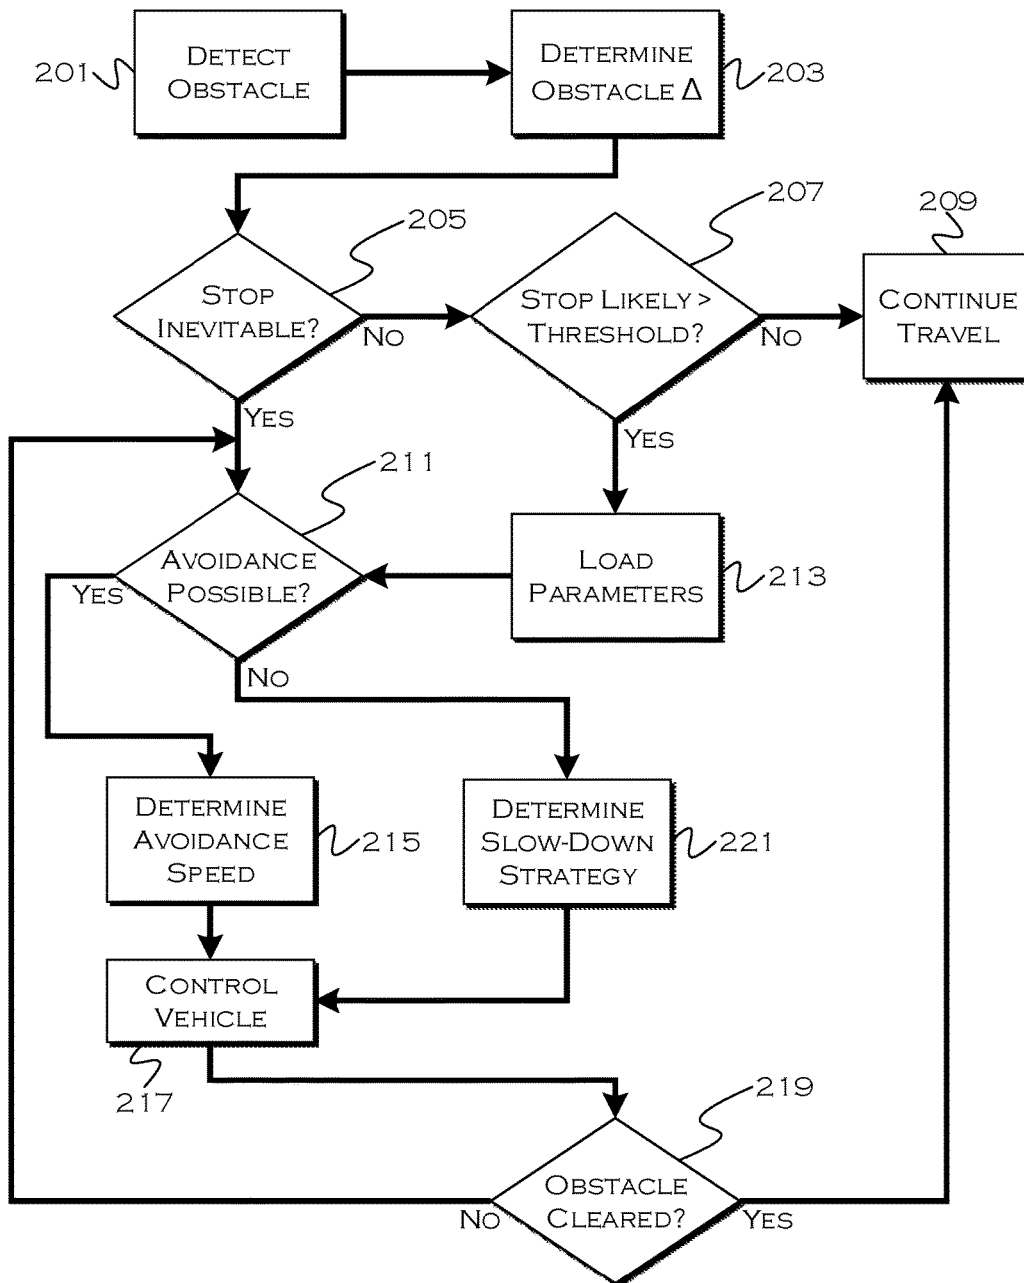 DETECT
OBSTACLE
201
DETERMINE
OBSTACLE Δ
203
207
205
209
STOP
INEVITABLE?
NO
STOP LIKELY >
THRESHOLD?
NO
CONTINUE
TRAVEL
YES
YES
211
AVOIDANCE
POSSIBLE?
YES
LOAD
PARAMETERS
213
NO
DETERMINE
AVOIDANCE
SPEED
215
DETERMINE
SLOW-DOWN
STRATEGY
221
CONTROL
VEHICLE
217
219
OBSTACLE
CLEARED?
NO
YES